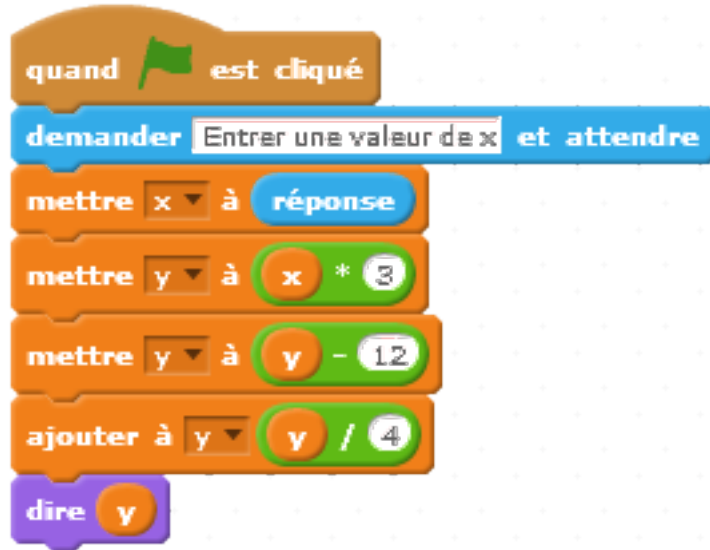 quand est cliqué
demander Entrer une valeur de x et attendre
mettre x à réponse
mettre y à x * 3
mettre y à y - 12
ajouter à y y / 4
dire y